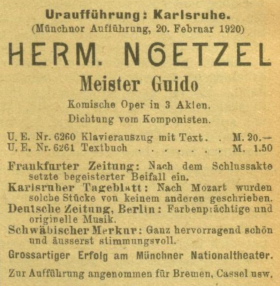 Uraufführung: Karlsruhe.
(Münchnor Aufführung, 20. Februar 1920)
HERM. NOETZEL
Meister Guido
Komische Oper in 3 Akten.
Dichtung vom Komponisten.
U. E. Nr. 6260 Klavierauszug mit Text . . M. 20.—
U. E. Nr. 6261 Textbuch . . . . . M. 1.50
Frankfurter Zeitung: Nach dem Schlussakte
setzte begeisterter Beifall ein.
Karlsruher Tageblatt: Nach Mozart wurden
solche Stücke von keinem anderen geschrieben.
Deutsche Zeitung, Berlin: Farbenprächtige und
originelle Musik.
Schwäbischer Merkur: Ganz hervorragend schön
und äusserst stimmungsvoll.
Grossartiger Erfolg am Münchner Nationaltheater.
Zur Aufführung angenommen für Bremen, Cassel usw.